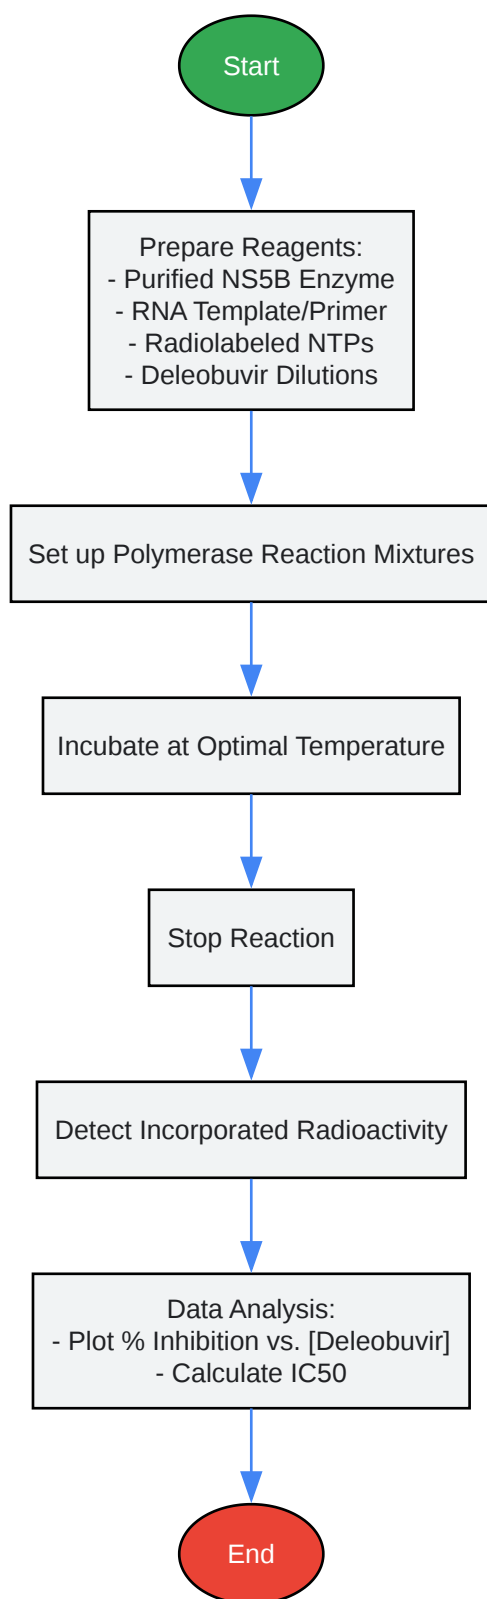 Start
Prepare Reagents:
- Purified NS5B Enzyme
- RNA Template/Primer
- Radiolabeled NTPs
- Deleobuvir Dilutions
Set up Polymerase Reaction Mixtures
Incubate at Optimal Temperature
Stop Reaction
Detect Incorporated Radioactivity
Data Analysis:
- Plot % Inhibition vs. [Deleobuvir]
- Calculate IC50
End